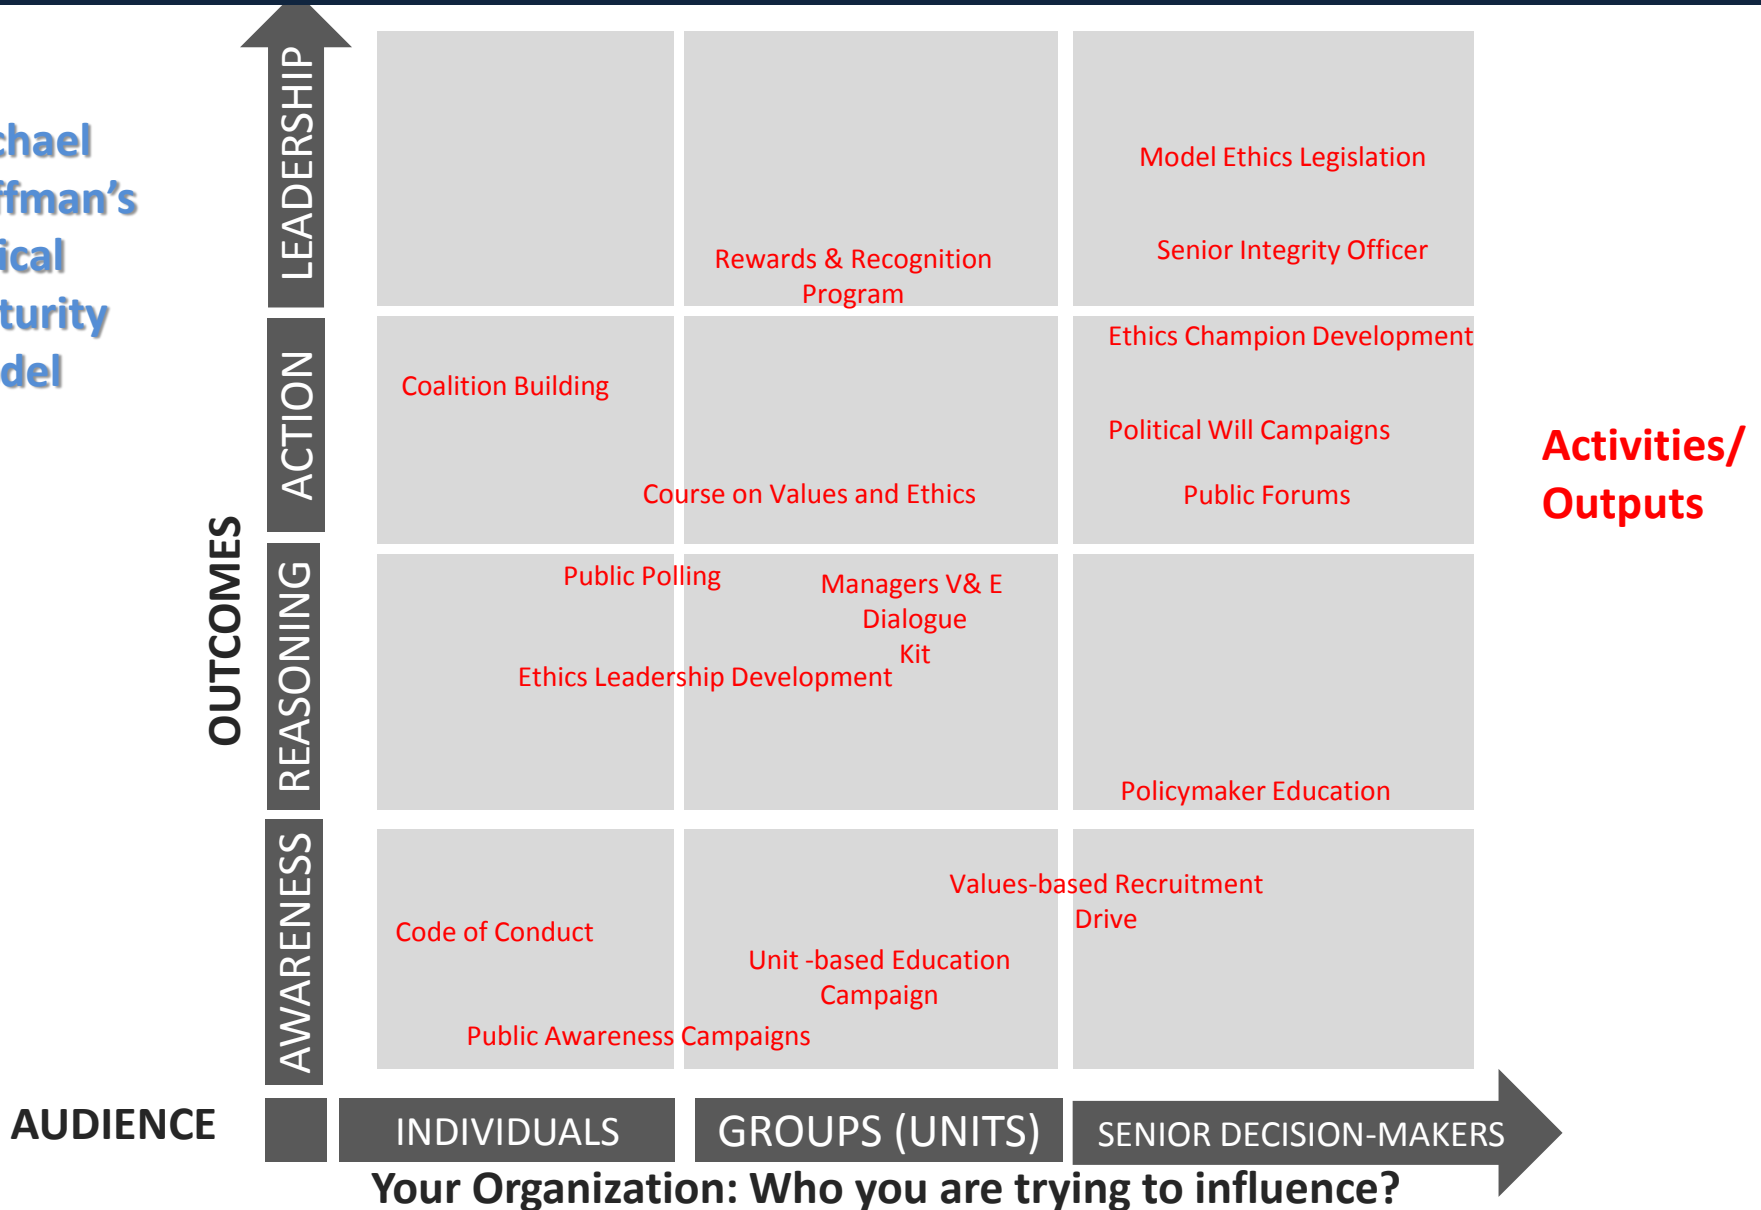 chael
ffman's
ical
turity
del
LEADERSHIP
Model Ethics Legislation
Senior Integrity Officer
Rewards & Recognition
Program
ACTION
Ethics Champion Development
Coalition Building
Political Will Campaigns
Course on Values and Ethics
Public Forums
Activities/
Outputs
OUTCOMES
REASONING
Public Polling
Managers V& E
Dialogue
Kit
Ethics Leadership Development
Policymaker Education
AWARENESS
Values-based Recruitment
Drive
Code of Conduct
Unit -based Education
Campaign
Public Awareness Campaigns
AUDIENCE
INDIVIDUALS
GROUPS (UNITS)
SENIOR DECISION-MAKERS
Your Organization: Who you are trying to influence?